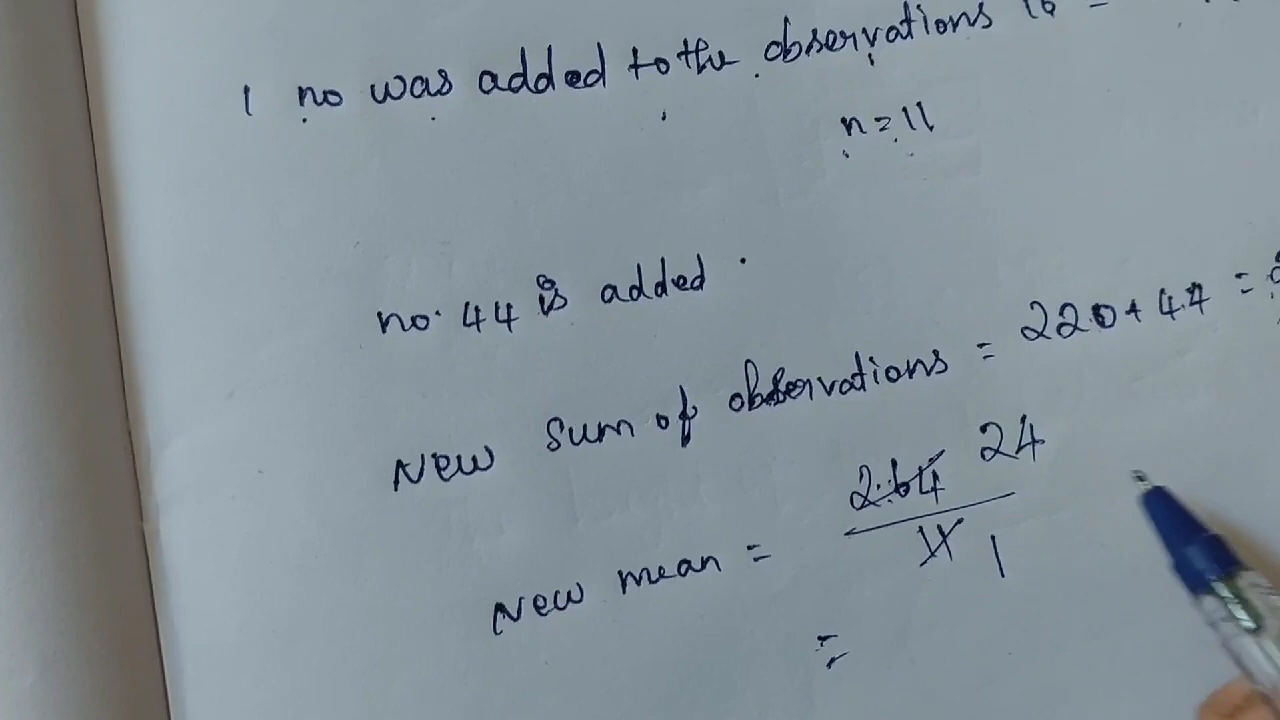 1 no was added to the observations
n = 11
no. 44 is added.
New sum of observations = 220 + 44 =
264 24
New mean =
11 1
=